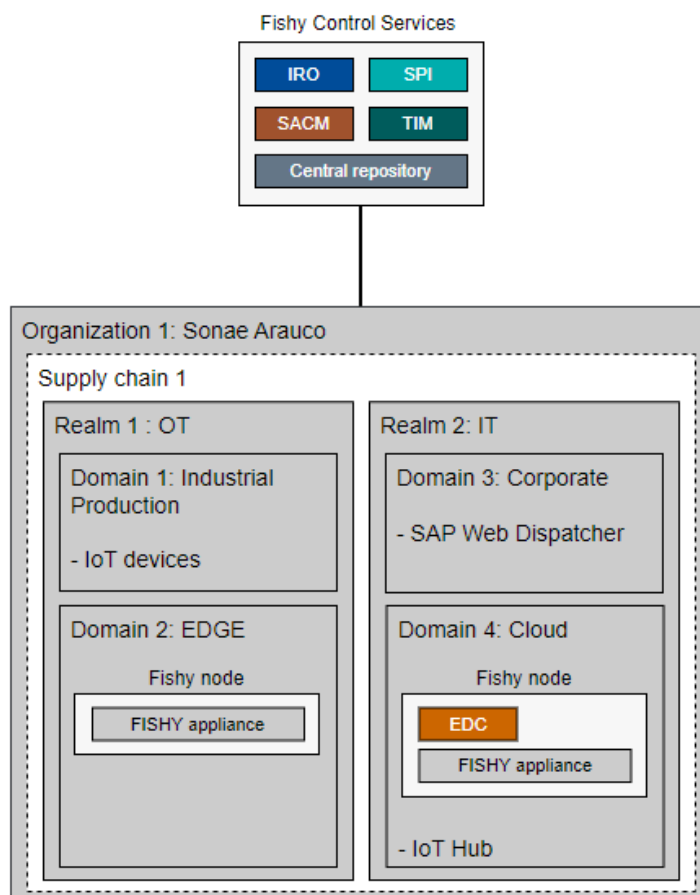 Fishy Control Services
IRO
SPI
SACM
TIM
Central repository
Organization 1: Sonae Arauco
Supply chain 1
Realm 1 : OT
Domain 1: Industrial
Production
- IoT devices
Domain 2: EDGE
Fishy node
FISHY appliance
Realm 2: IT
Domain 3: Corporate
- SAP Web Dispatcher
Domain 4: Cloud
Fishy node
EDC
FISHY appliance
- IoT Hub